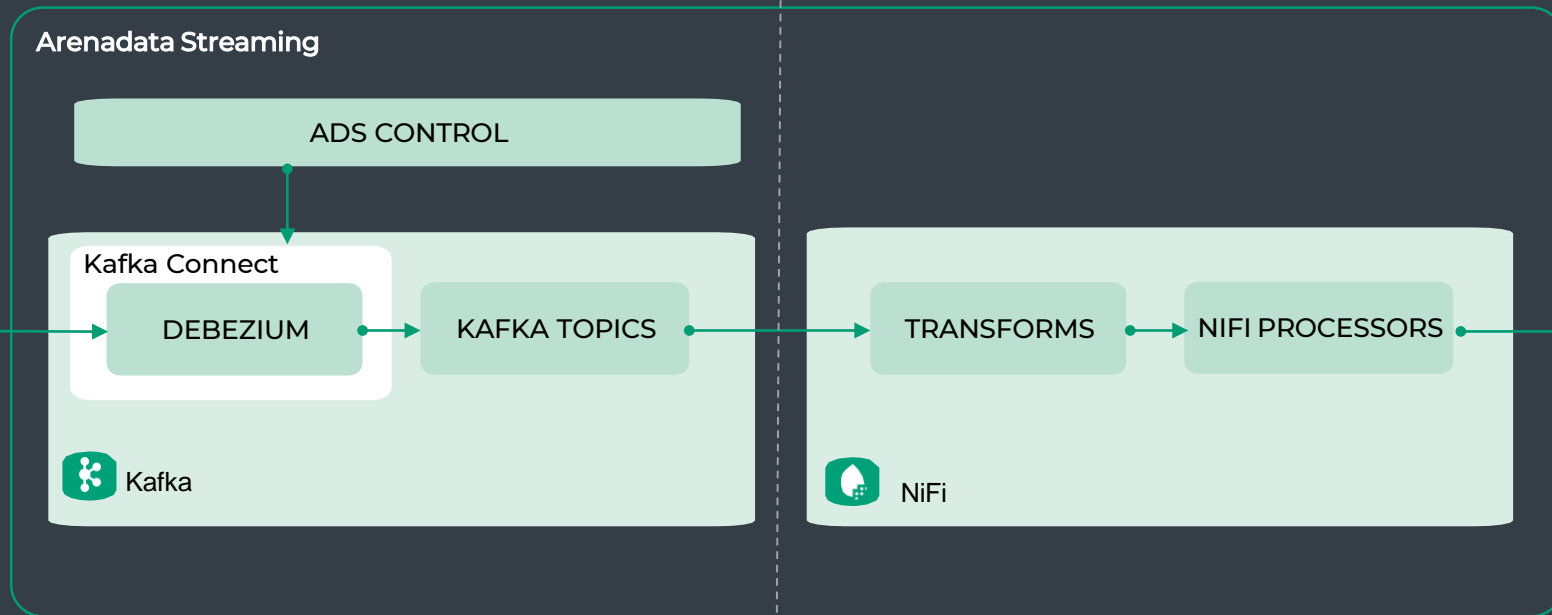 Arenadata Streaming
ADS CONTROL
Kafka Connect
DEBEZIUM
KAFKA TOPICS
TRANSFORMS
NIFI PROCESSORS
Kafka
NiFi